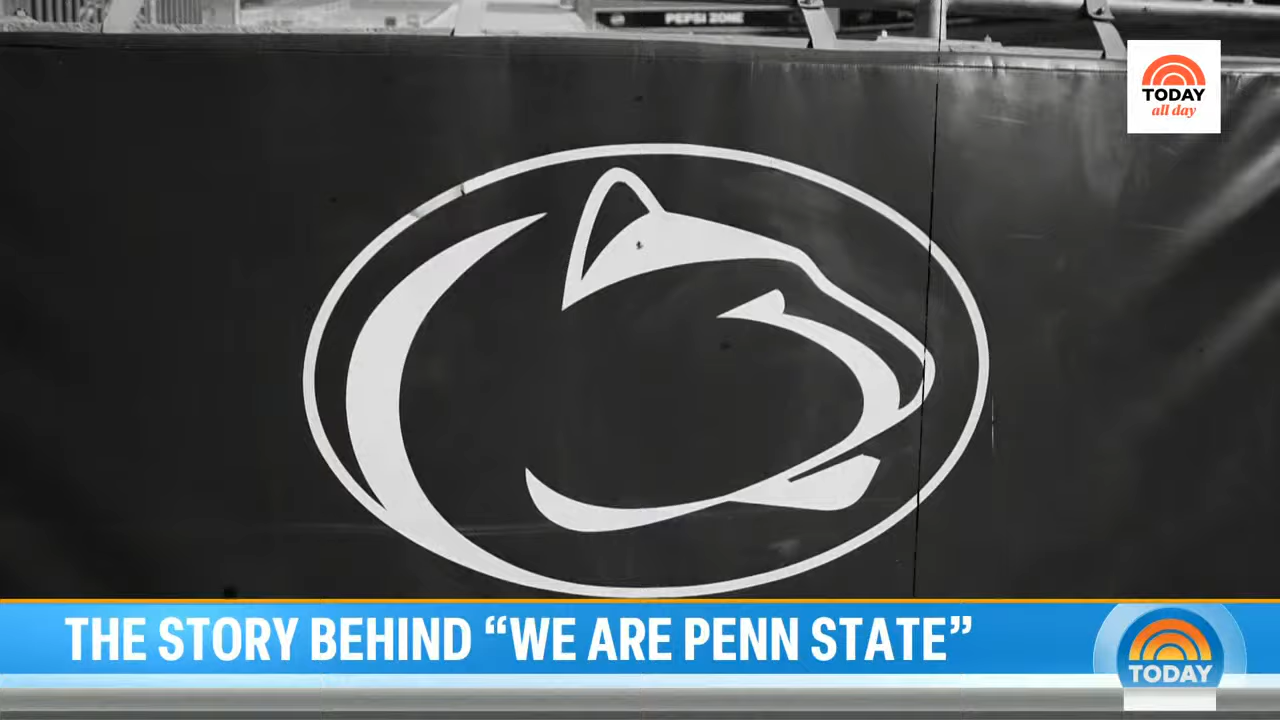 PEPSI ZONE
TODAY
all day
THE STORY BEHIND “WE ARE PENN STATE”
TODAY